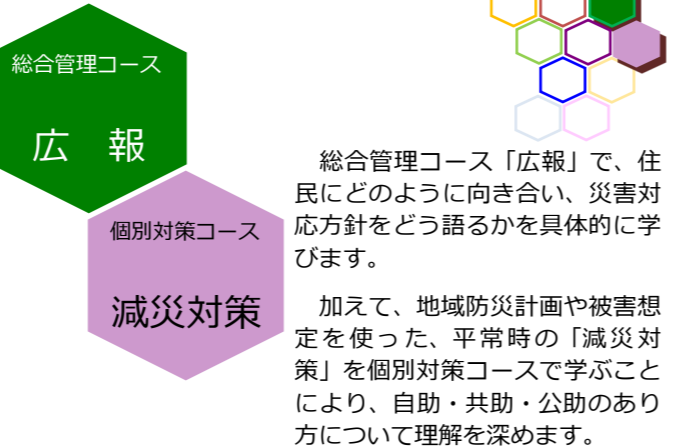 総合管理コース
広　報
個別対策コース
減災対策
　総合管理コース「広報」で、住
民にどのように向き合い、災害対
応方針をどう語るかを具体的に学
びます。
　加えて、地域防災計画や被害想
定を使った、平常時の「減災対
策」を個別対策コースで学ぶこと
により、自助・共助・公助のあり
方について理解を深めます。